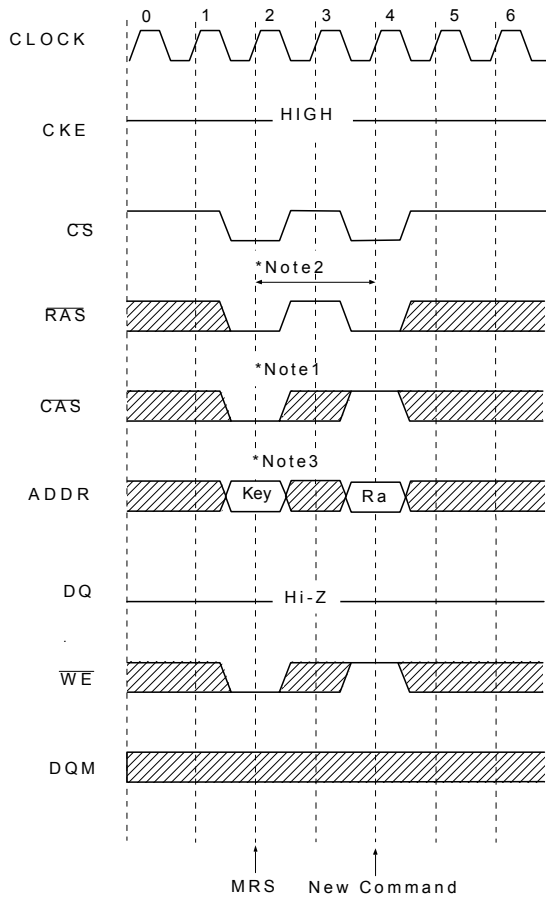 0 1 2 3 4 5 6
CLOCK
HIGH
CKE
CS
*Note2
RAS
*Note1
CAS
*Note3
ADDR Key Ra
DQ Hi-Z
WE
DQM
MRS New Command